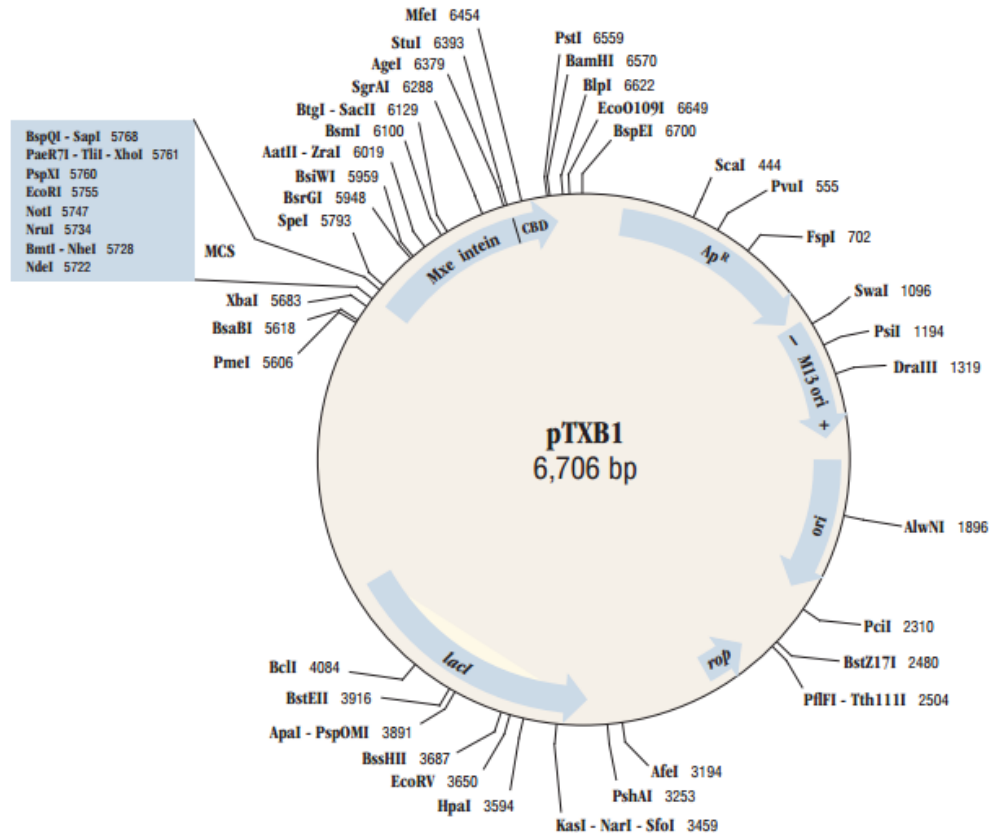 MfeI 6454
StuI 6393
AgeI 6379
SgrAI 6288
BtgI - SacII 6129
BsmI 6100
AatII - ZraI 6019
BsiWI 5959
BsrGI 5948
SpeI 5793
PstI 6559
BamHI 6570
BlpI 6622
EcoO109I 6649
BspEI 6700
ScaI 444
PvuI 555
FspI 702
SwaI 1096
PsiI 1194
DraIII 1319
BspQI - SapI 5768
PaeR7I - TliI - XhoI 5761
PspXI 5760
EcoRI 5755
NotI 5747
NruI 5734
BmtI - NheI 5728
NdeI 5722
MCS
XbaI 5683
BsaBI 5618
PmeI 5606
Mxe intein
CBD
Ap R
− M13 ori +
pTXB1
6,706 bp
ori
AlwNI 1896
PciI 2310
BstZ17I 2480
PflFI - Tth111I 2504
rop
lacI
BclI 4084
BstEII 3916
ApaI - PspOMI 3891
BssHII 3687
EcoRV 3650
HpaI 3594
AfeI 3194
PshAI 3253
KasI - NarI - SfoI 3459